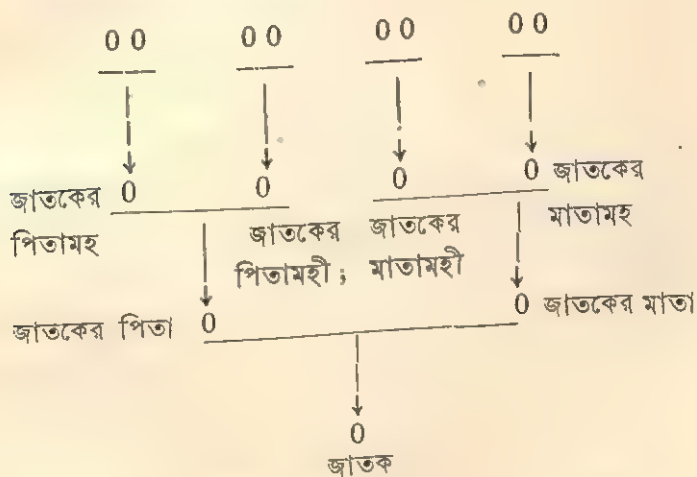 0 0 0 0 0 0 0 0
জাতকের 0 0 0 0 জাতকের
পিতামহ জাতকের জাতকের মাতামহ
পিতামহী ; মাতামহী
জাতকের পিতা 0 0 জাতকের মাতা
0
জাতক